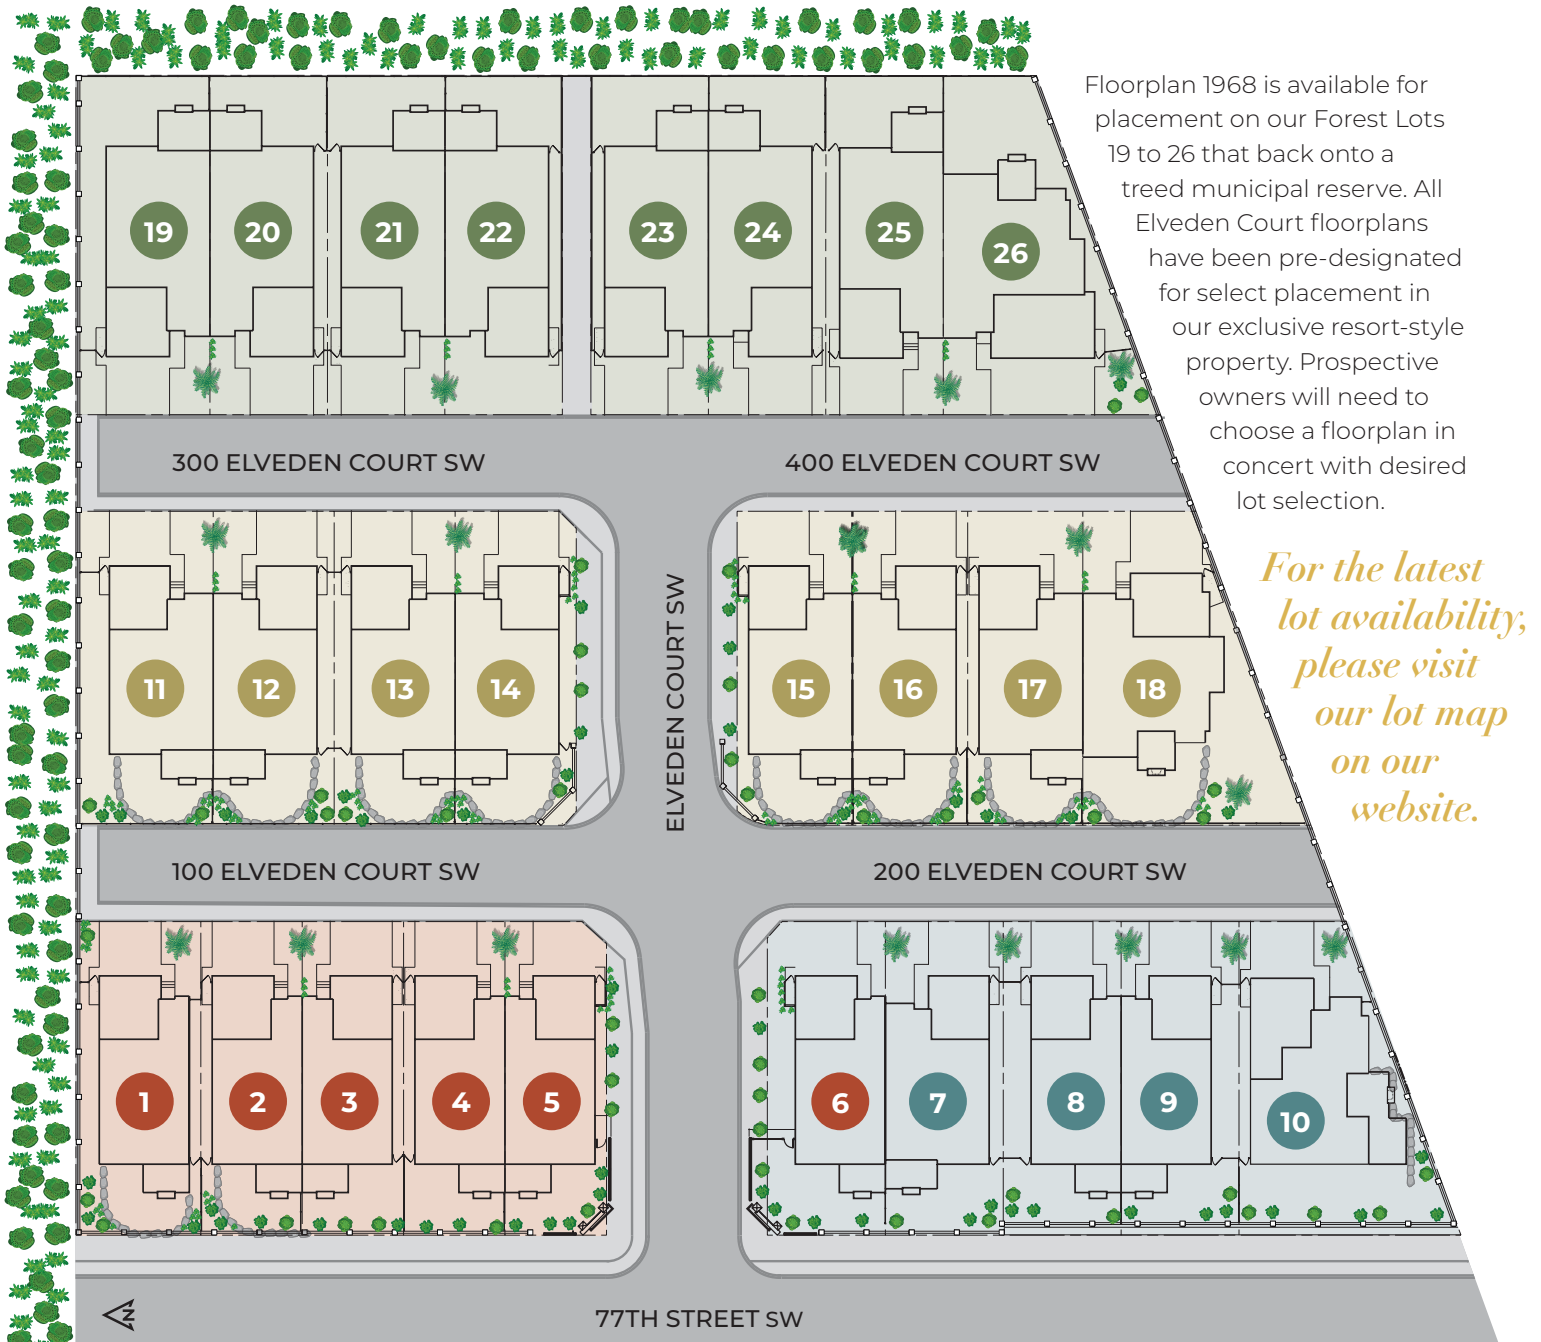 Floorplan 1968 is available for
placement on our Forest Lots
19 to 26 that back onto a
treed municipal reserve. All
Elveden Court floorplans
have been pre-designated
for select placement in
our exclusive resort-style
property. Prospective
owners will need to
choose a floorplan in
concert with desired
lot selection.
For the latest
lot availability,
please visit
our lot map
on our
website.
19 20 21 22 23 24 25 26
300 ELVEDEN COURT SW
400 ELVEDEN COURT SW
11 12 13 14 15 16 17 18
ELVEDEN COURT SW
100 ELVEDEN COURT SW
200 ELVEDEN COURT SW
1 2 3 4 5 6 7 8 9 10
N
77TH STREET SW